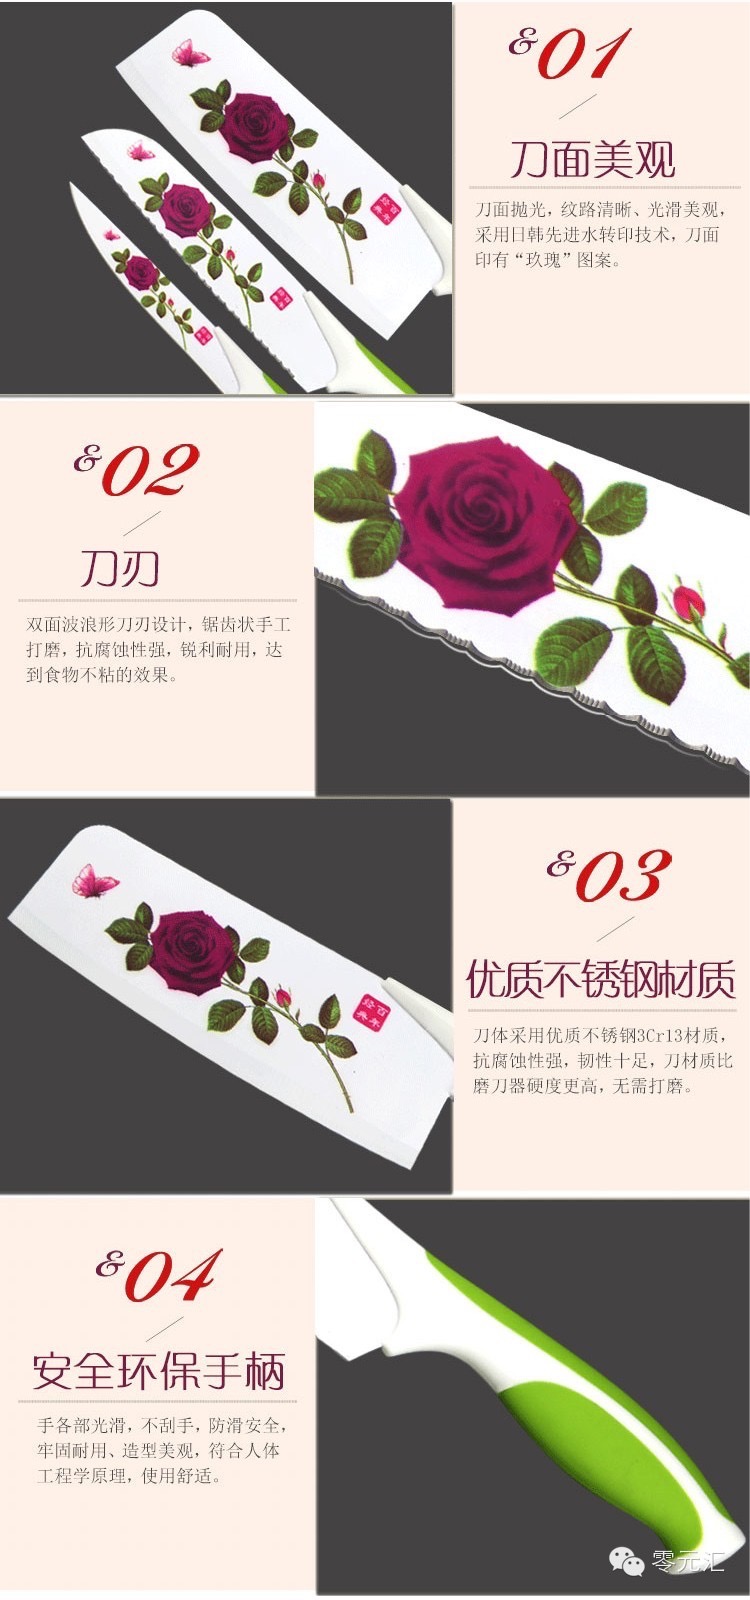 &01
刀面美观
刀面抛光，纹路清晰、光滑美观，
采用日韩先进水转印技术，刀面
印有“玖瑰”图案。
&02
刀刃
双面波浪形刀刃设计，锯齿状手工
打磨，抗腐蚀性强，锐利耐用，达
到食物不粘的效果。
&03
优质不锈钢材质
刀体采用优质不锈钢3Cr13材质，
抗腐蚀性强，韧性十足，刀材质比
磨刀器硬度更高，无需打磨。
百年
经典
&04
安全环保手柄
手各部光滑，不刮手，防滑安全，
牢固耐用、造型美观，符合人体
工程学原理，使用舒适。
零元汇